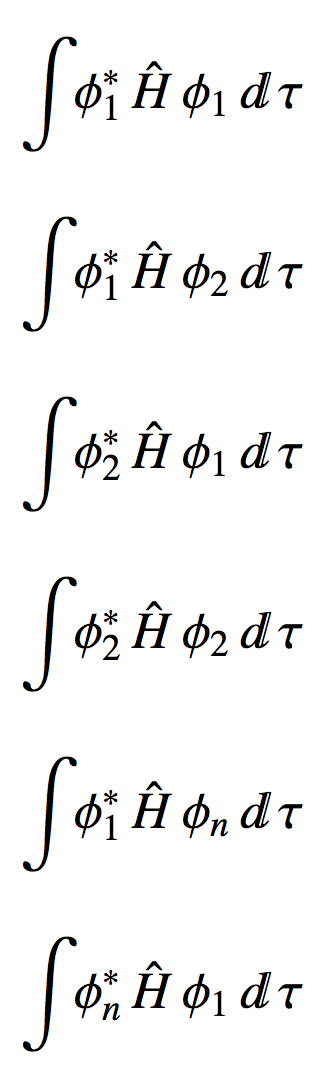 ∫ϕ₁* Ĥ ϕ₁ ⅆτ
∫ϕ₁* Ĥ ϕ₂ ⅆτ
∫ϕ₂* Ĥ ϕ₁ ⅆτ
∫ϕ₂* Ĥ ϕ₂ ⅆτ
∫ϕ₁* Ĥ ϕₙ ⅆτ
∫ϕₙ* Ĥ ϕ₁ ⅆτ